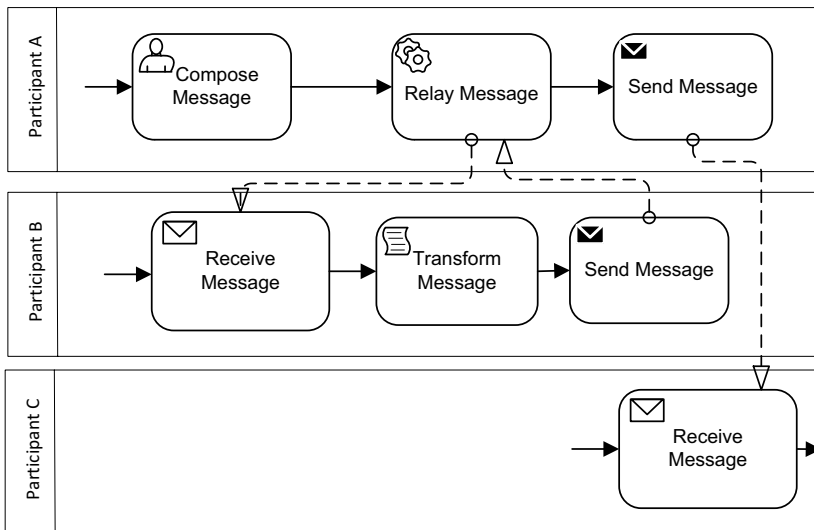 Participant A
Compose
Message
Relay Message
Send Message
Participant B
Receive
Message
Transform
Message
Send Message
Participant C
Receive
Message